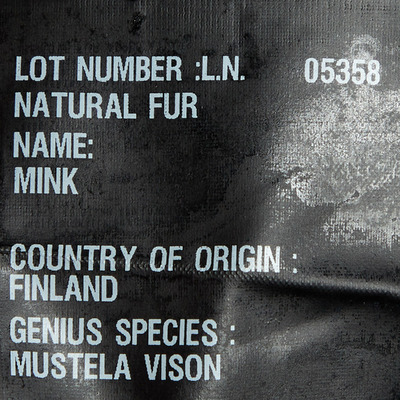 LOT NUMBER :L.N. 05358
NATURAL FUR
NAME:
MINK
COUNTRY OF ORIGIN :
FINLAND
GENIUS SPECIES :
MUSTELA VISON